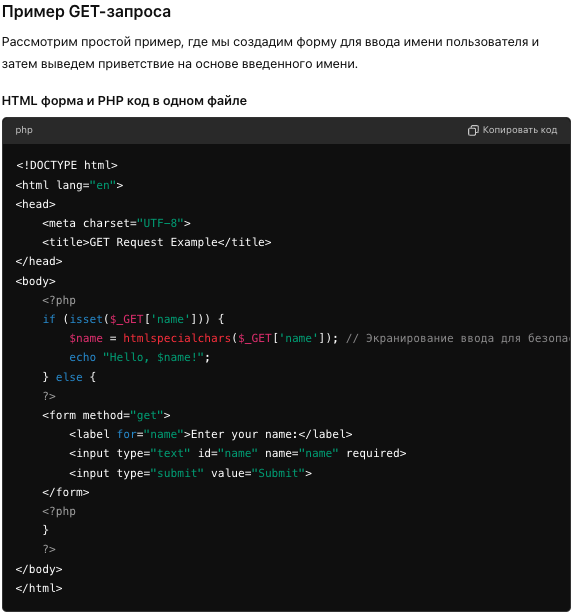 Пример GET-запроса
Рассмотрим простой пример, где мы создадим форму для ввода имени пользователя и
затем выведем приветствие на основе введенного имени.
HTML форма и PHP код в одном файле
php
Копировать код
<!DOCTYPE html>
<html lang="en">
<head>
    <meta charset="UTF-8">
    <title>GET Request Example</title>
</head>
<body>
    <?php
    if (isset($_GET['name'])) {
        $name = htmlspecialchars($_GET['name']); // Экранирование ввода для безопа
        echo "Hello, $name!";
    } else {
    ?>
    <form method="get">
        <label for="name">Enter your name:</label>
        <input type="text" id="name" name="name" required>
        <input type="submit" value="Submit">
    </form>
    <?php
    }
    ?>
</body>
</html>